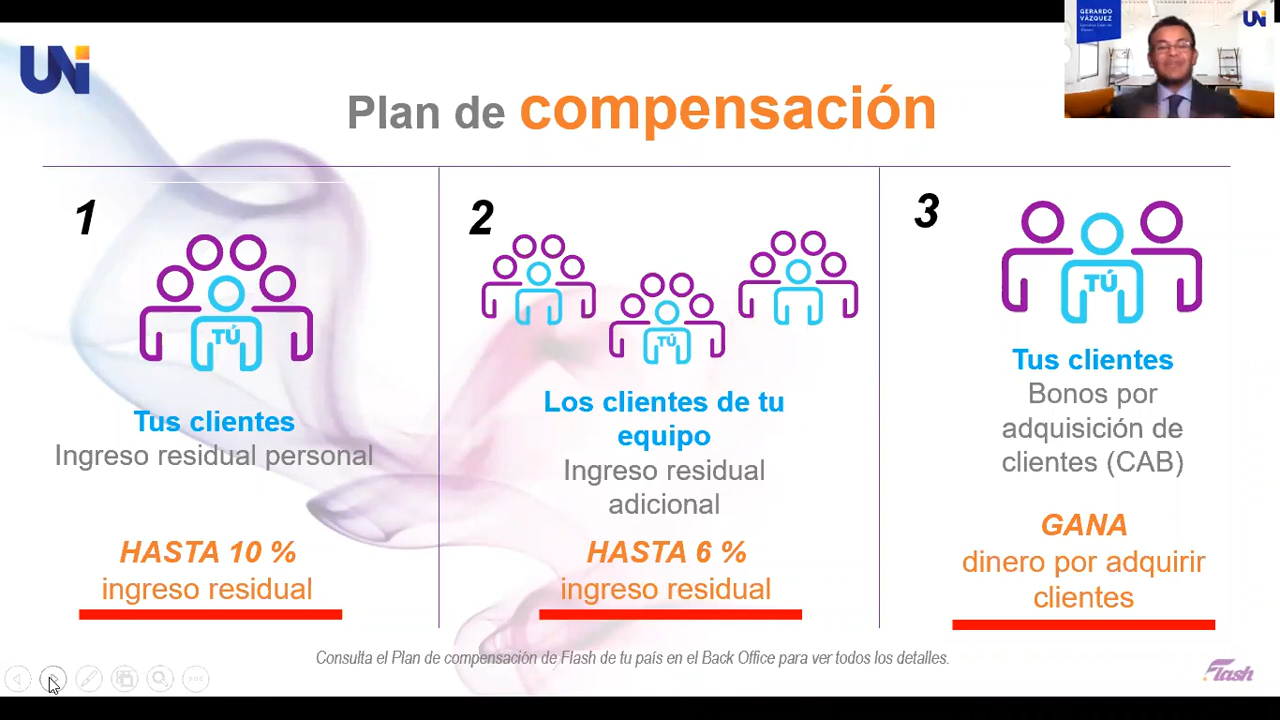 UNi
GERARDO
VÁZQUEZ
UNi
Plan de compensación
1
TÚ
Tus clientes
Ingreso residual personal
HASTA 10 %
ingreso residual
2
TÚ
Los clientes de tu
equipo
Ingreso residual
adicional
HASTA 6 %
ingreso residual
3
TÚ
Tus clientes
Bonos por
adquisición de
clientes (CAB)
GANA
dinero por adquirir
clientes
Consulta el Plan de compensación de Flash de tu país en el Back Office para ver todos los detalles.
Flash